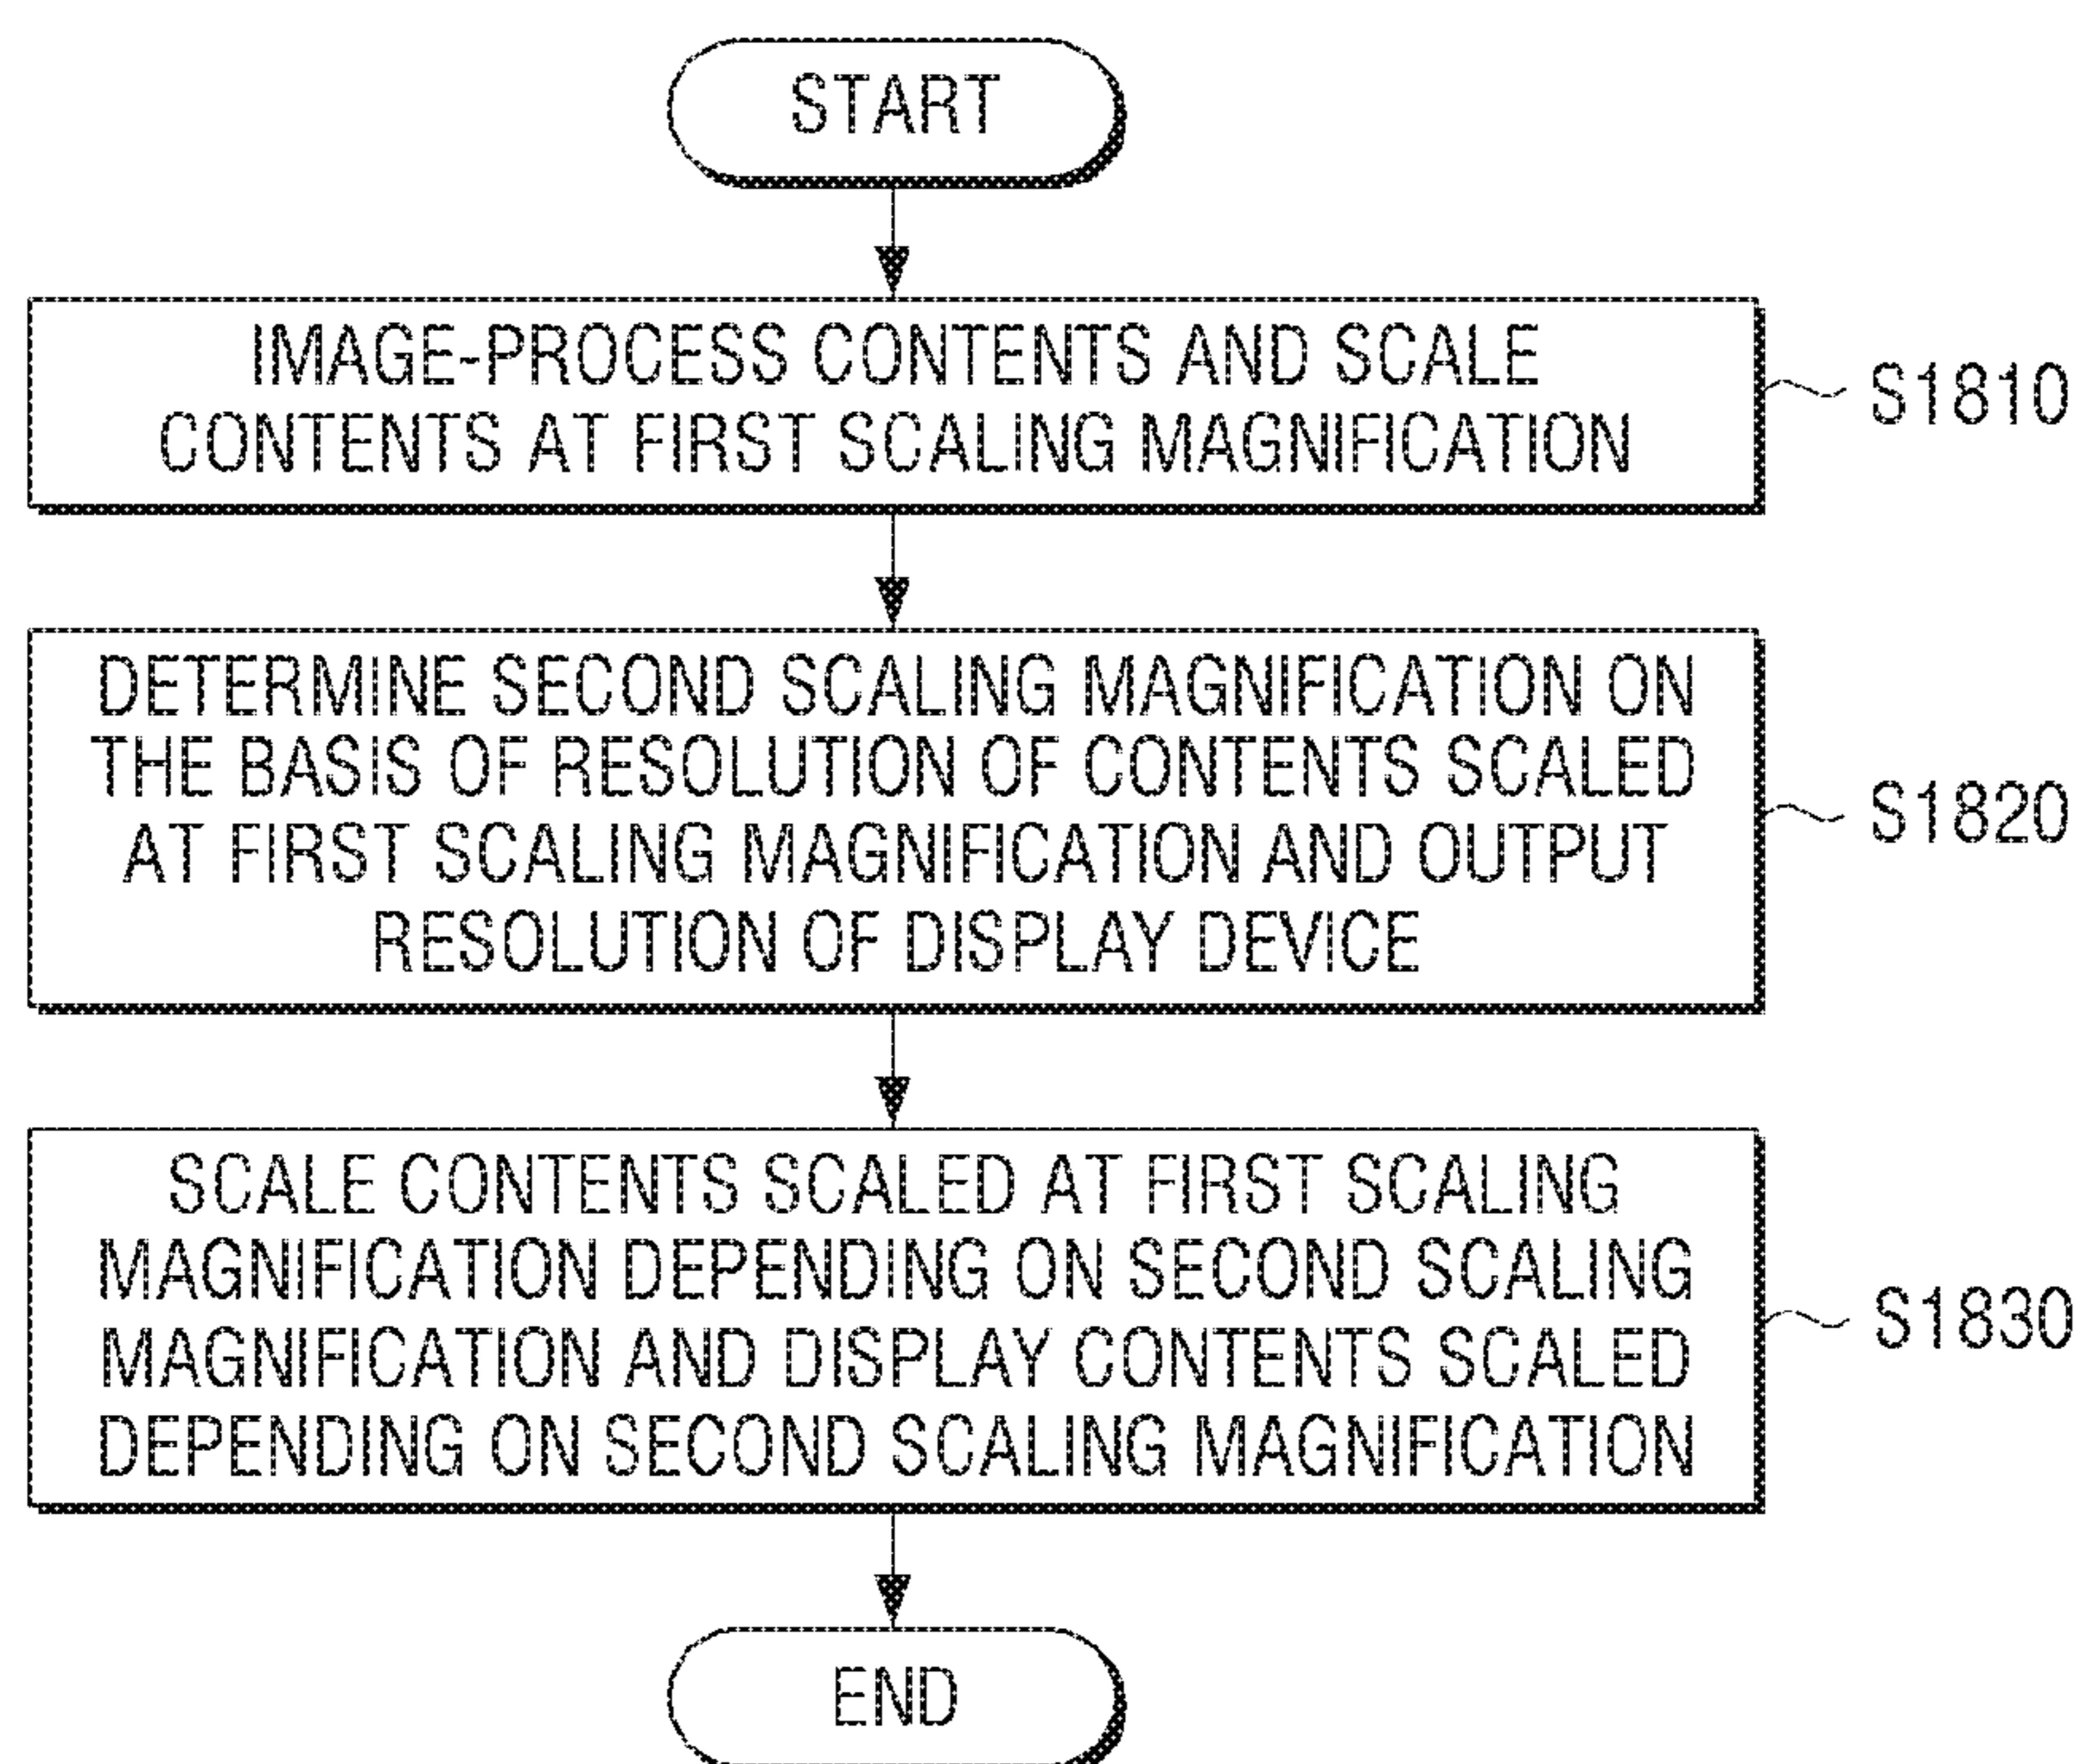 START
IMAGE-PROCESS CONTENTS AND SCALE
CONTENTS AT FIRST SCALING MAGNIFICATION
S1810
DETERMINE SECOND SCALING MAGNIFICATION ON
THE BASIS OF RESOLUTION OF CONTENTS SCALED
AT FIRST SCALING MAGNIFICATION AND OUTPUT
RESOLUTION OF DISPLAY DEVICE
S1820
SCALE CONTENTS SCALED AT FIRST SCALING
MAGNIFICATION DEPENDING ON SECOND SCALING
MAGNIFICATION AND DISPLAY CONTENTS SCALED
DEPENDING ON SECOND SCALING MAGNIFICATION
S1830
END